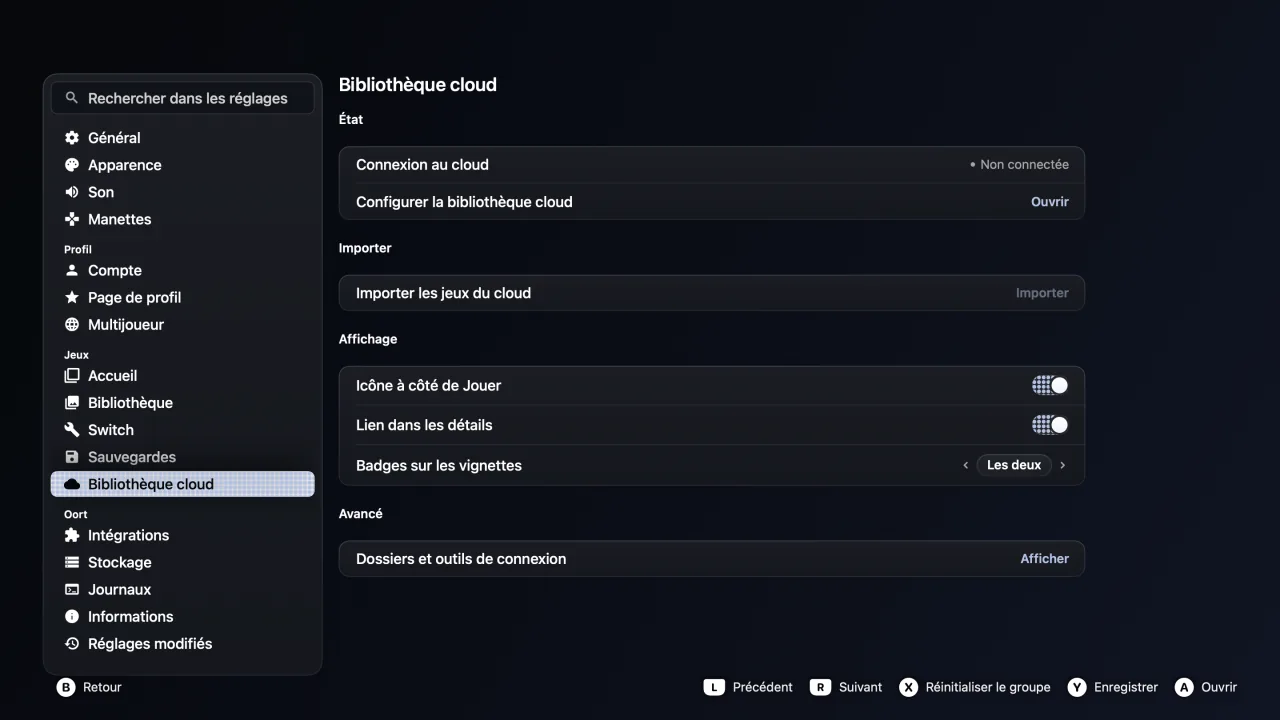 Rechercher dans les réglages
Général
Apparence
Son
Manettes
Profil
Compte
Page de profil
Multijoueur
Jeux
Accueil
Bibliothèque
Switch
Sauvegardes
Bibliothèque cloud
Oort
Intégrations
Stockage
Journaux
Informations
Réglages modifiés
Bibliothèque cloud
État
Connexion au cloud • Non connectée
Configurer la bibliothèque cloud Ouvrir
Importer
Importer les jeux du cloud Importer
Affichage
Icône à côté de Jouer
Lien dans les détails
Badges sur les vignettes ‹ Les deux ›
Avancé
Dossiers et outils de connexion Afficher
B Retour L Précédent R Suivant X Réinitialiser le groupe Y Enregistrer A Ouvrir